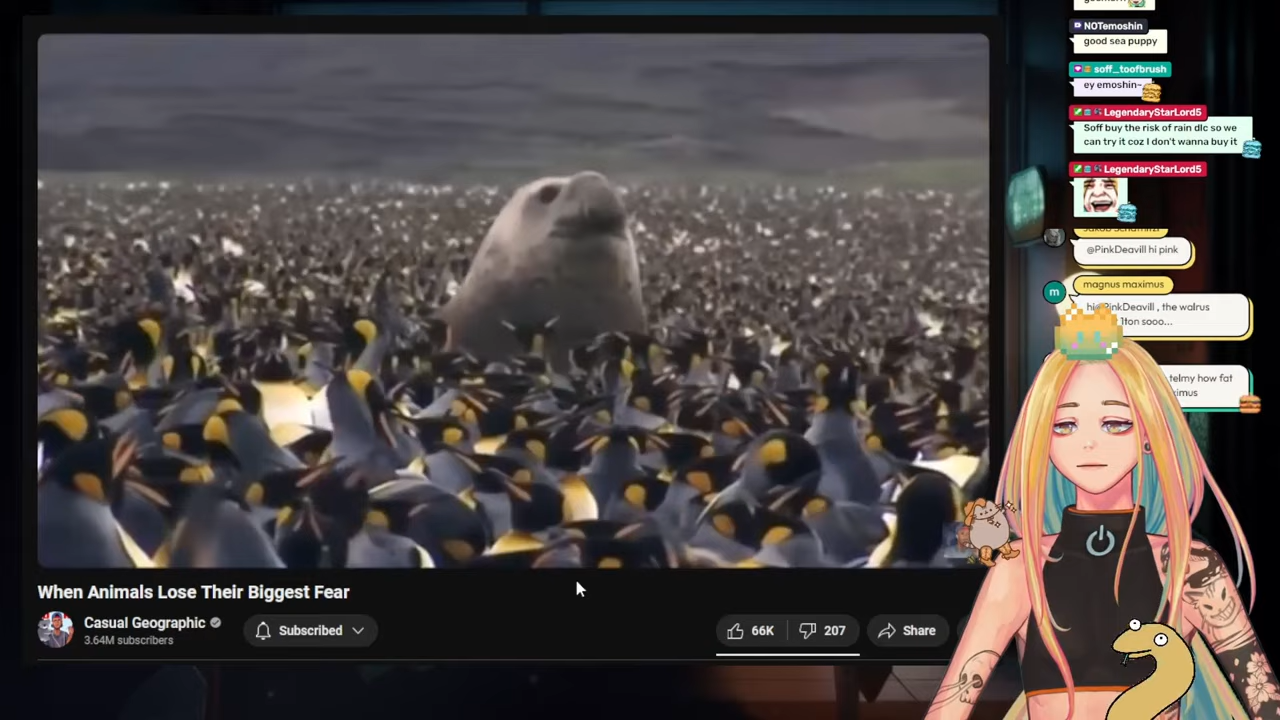 When Animals Lose Their Biggest Fear
Casual Geographic
3.64M subscribers
Subscribed
66K
207
Share
NOTemoshin
good sea puppy
soff_toofbrush
ey emoshin~
LegendaryStarLord5
Soff buy the risk of rain dlc so we
can try it coz I don't wanna buy it
LegendaryStarLord5
@PinkDeavill hi pink
m
magnus maximus
PinkDeavill , the walrus
1ton sooo...
telmy how fat